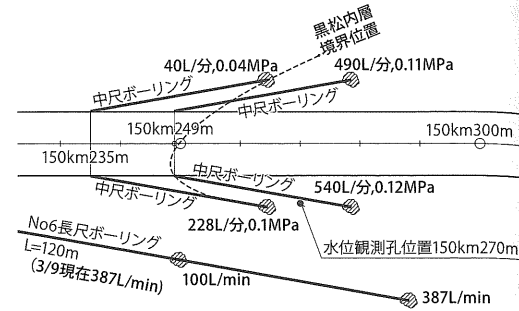 黒松内層
境界位置
40L/分,0.04MPa
490L/分,0.11MPa
中尺ボーリング
中尺ボーリング
150km249m
150km300m
150km235m
中尺ボーリング
中尺ボーリング
540L/分,0.12MPa
228L/分,0.1MPa
水位観測孔位置150km270m
No6長尺ボーリング
L=120m
(3/9現在387L/min)
100L/min
387L/min